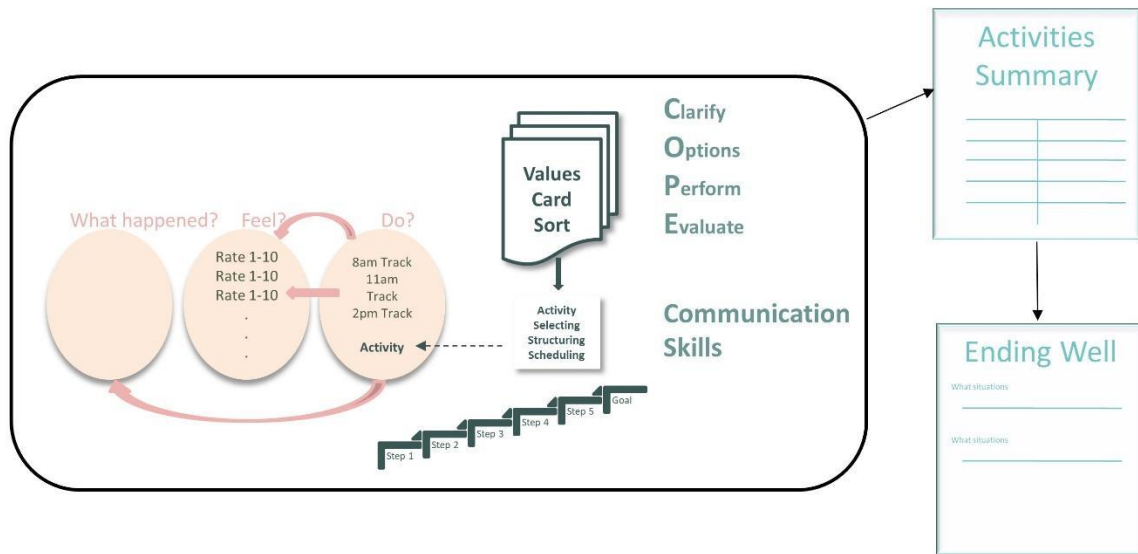 What happened?
Feel?
Do?
Rate 1-10
Rate 1-10
Rate 1-10
.
.
.
8am Track
11am
Track
2pm Track
Activity
Values
Card
Sort
Activity
Selecting
Structuring
Scheduling
Step 1
Step 2
Step 3
Step 4
Step 5
Goal
Clarify
Options
Perform
Evaluate
Communication
Skills
Activities
Summary
Ending Well
What situations
What situations